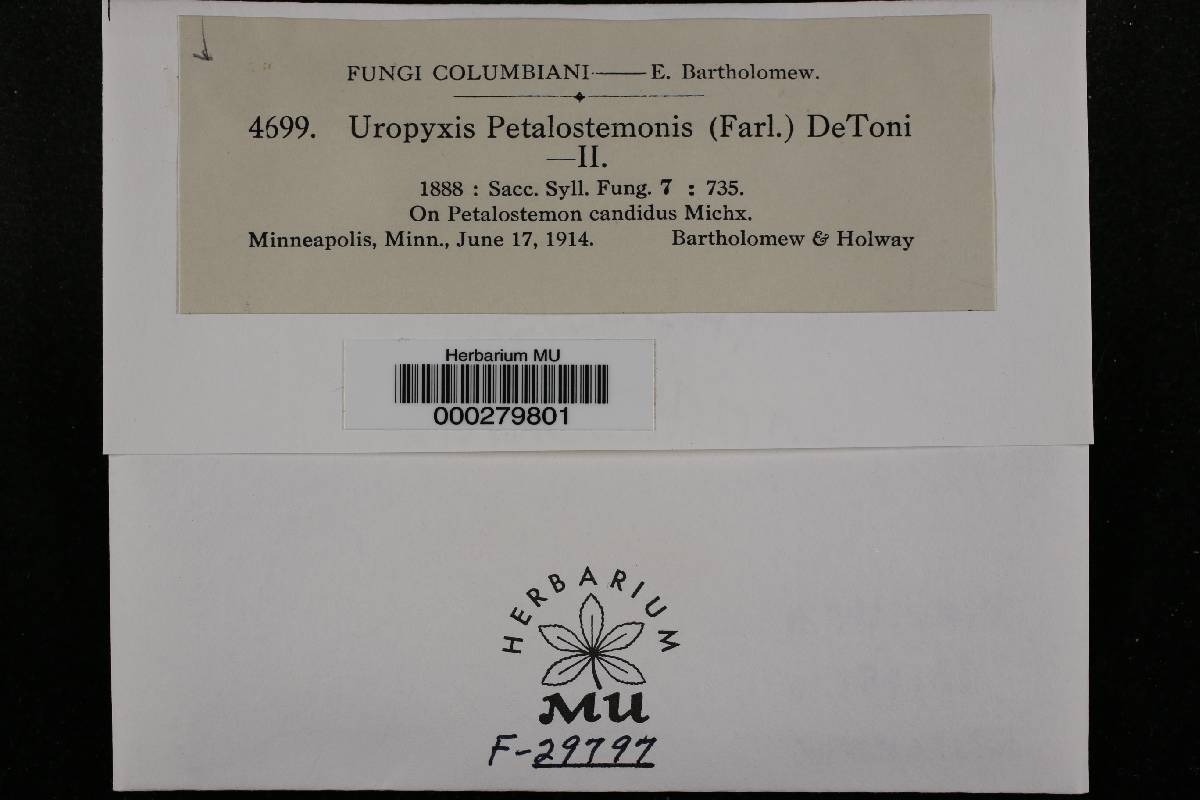 FUNGI COLUMBIANI——E. Bartholomew.
4699. Uropyxis Petalostemonis (Farl.) DeToni
—II.
1888 : Sacc. Syll. Fung. 7 : 735.
On Petalostemon candidus Michx.
Minneapolis, Minn., June 17, 1914. Bartholomew & Holway
Herbarium MU
000279801
HERBARIUM
MU
F-29797